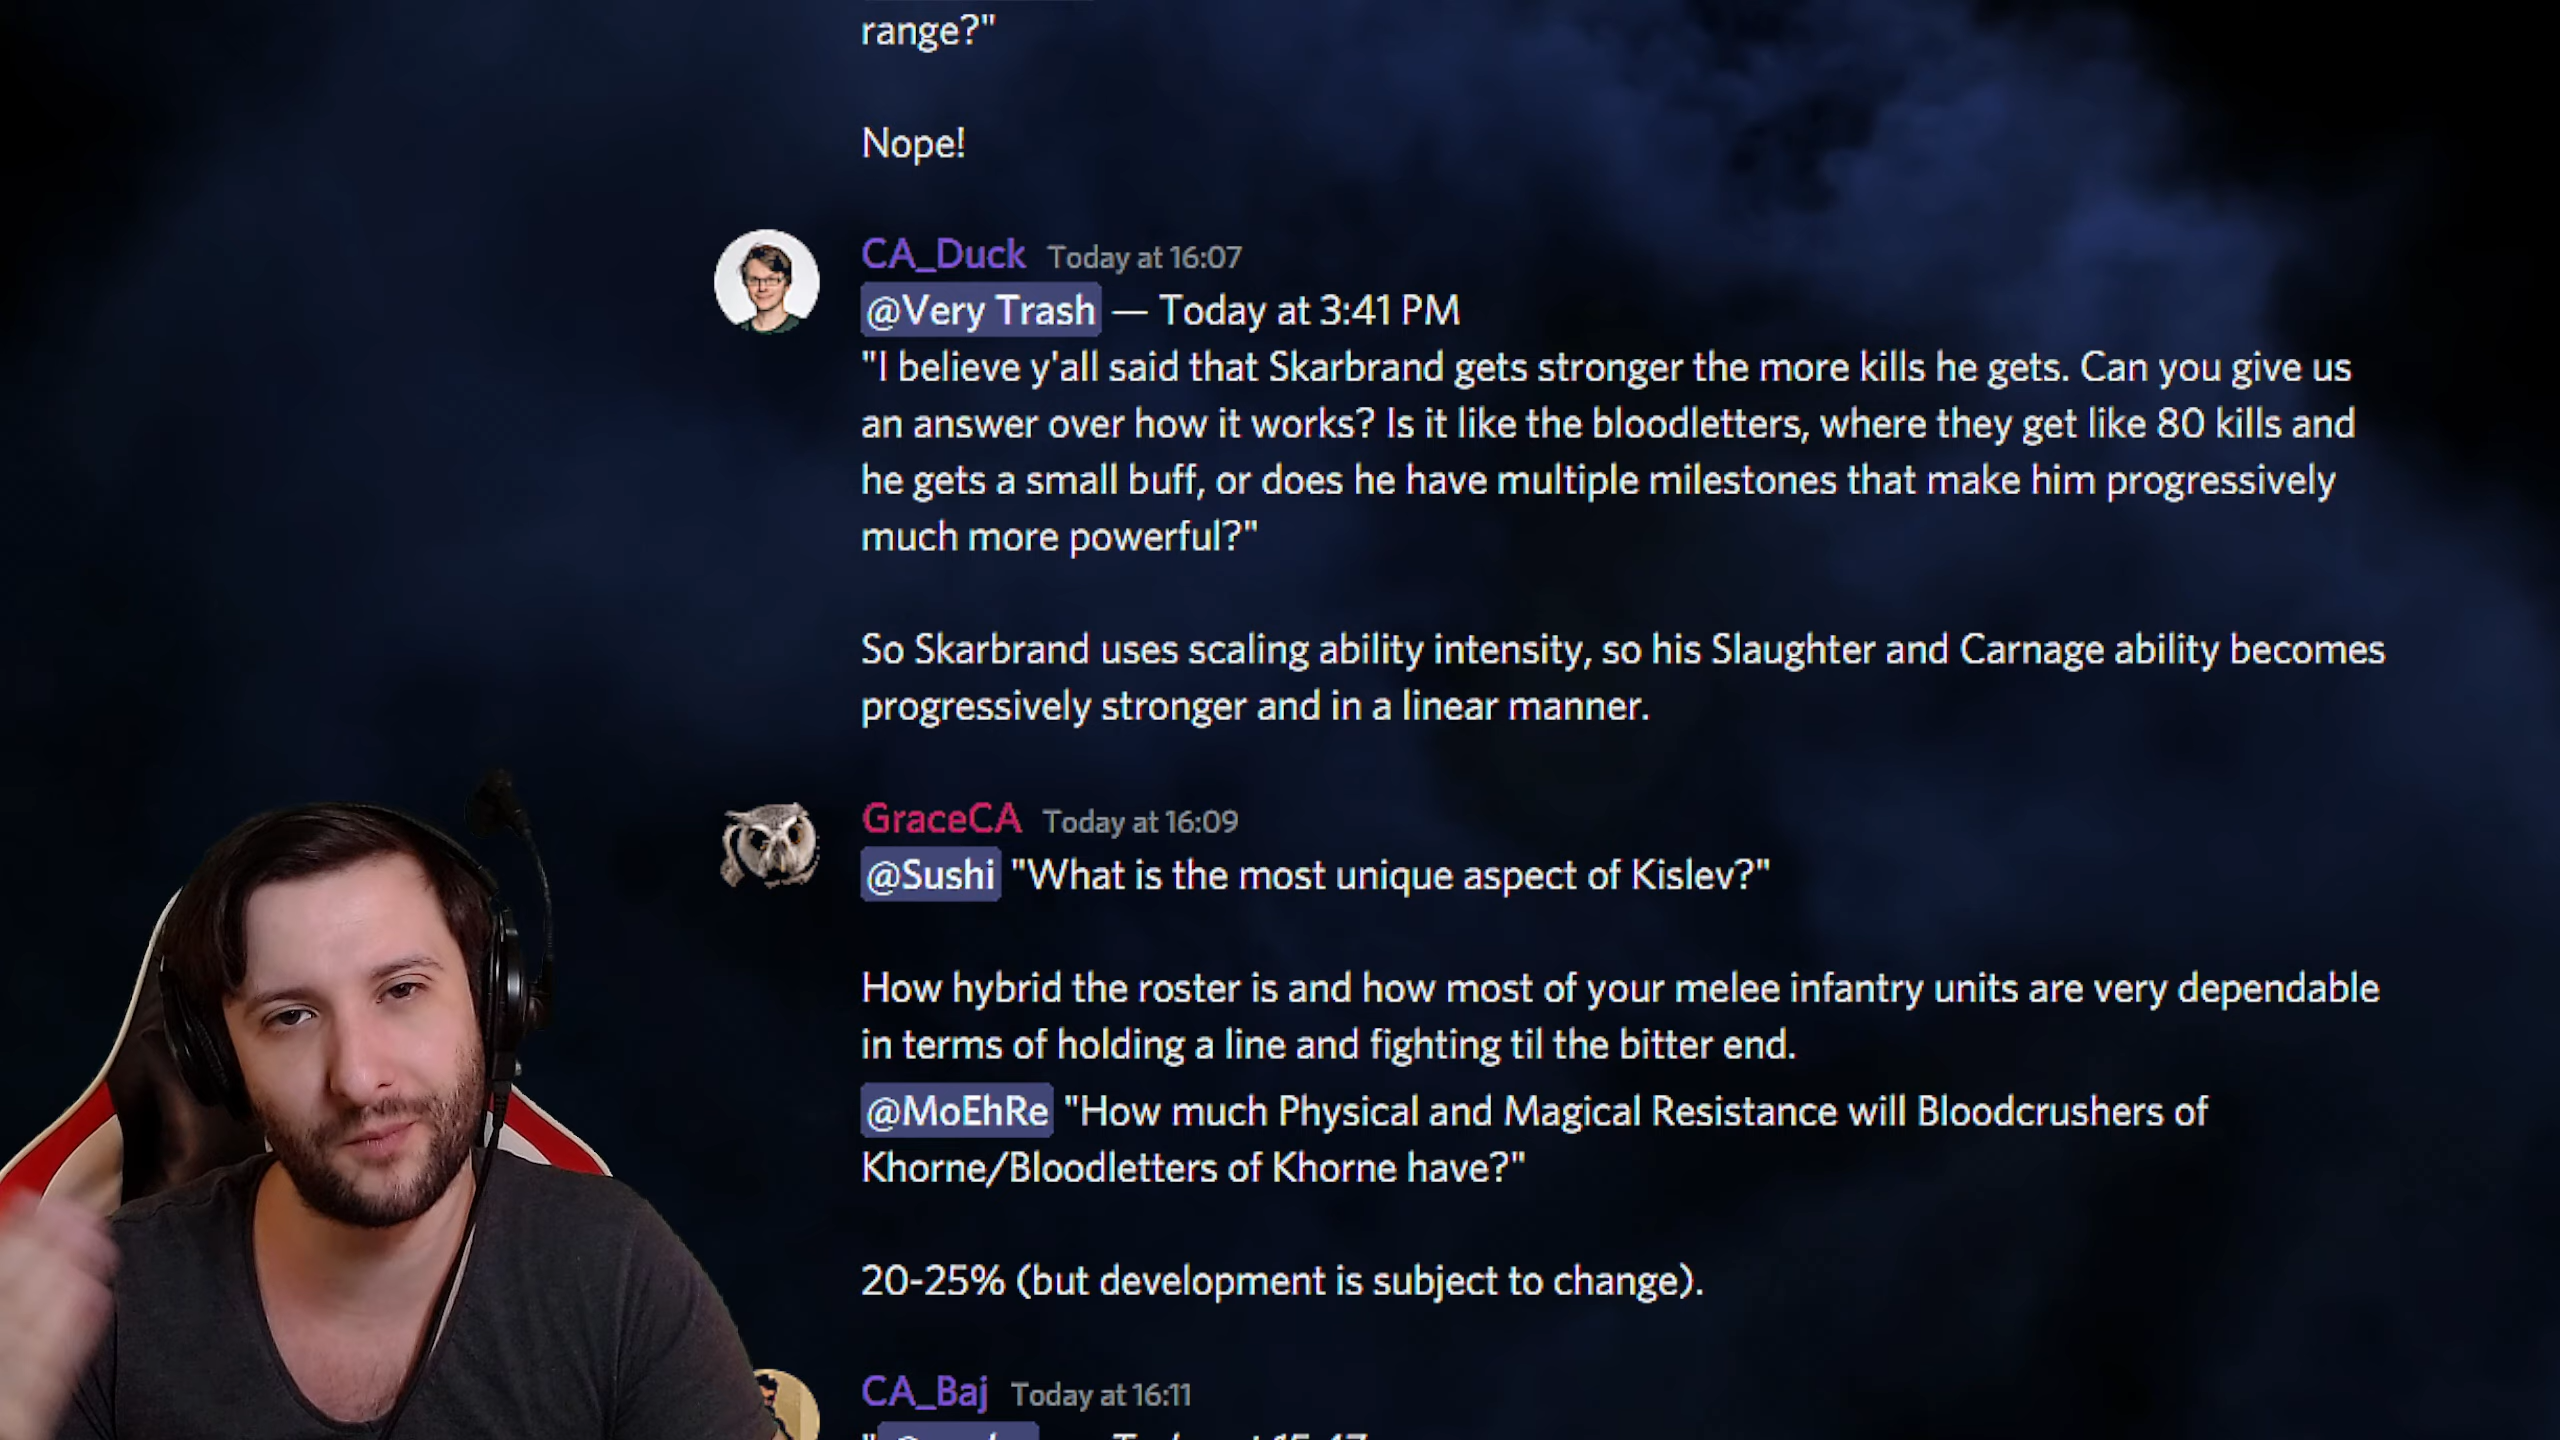 range?"
Nope!
CA_Duck Today at 16:07
@Very Trash — Today at 3:41 PM
"I believe y'all said that Skarbrand gets stronger the more kills he gets. Can you give us
an answer over how it works? Is it like the bloodletters, where they get like 80 kills and
he gets a small buff, or does he have multiple milestones that make him progressively
much more powerful?"
So Skarbrand uses scaling ability intensity, so his Slaughter and Carnage ability becomes
progressively stronger and in a linear manner.
GraceCA Today at 16:09
@Sushi "What is the most unique aspect of Kislev?"
How hybrid the roster is and how most of your melee infantry units are very dependable
in terms of holding a line and fighting til the bitter end.
@MoEhRe "How much Physical and Magical Resistance will Bloodcrushers of
Khorne/Bloodletters of Khorne have?"
20-25% (but development is subject to change).
CA_Baj Today at 16:11